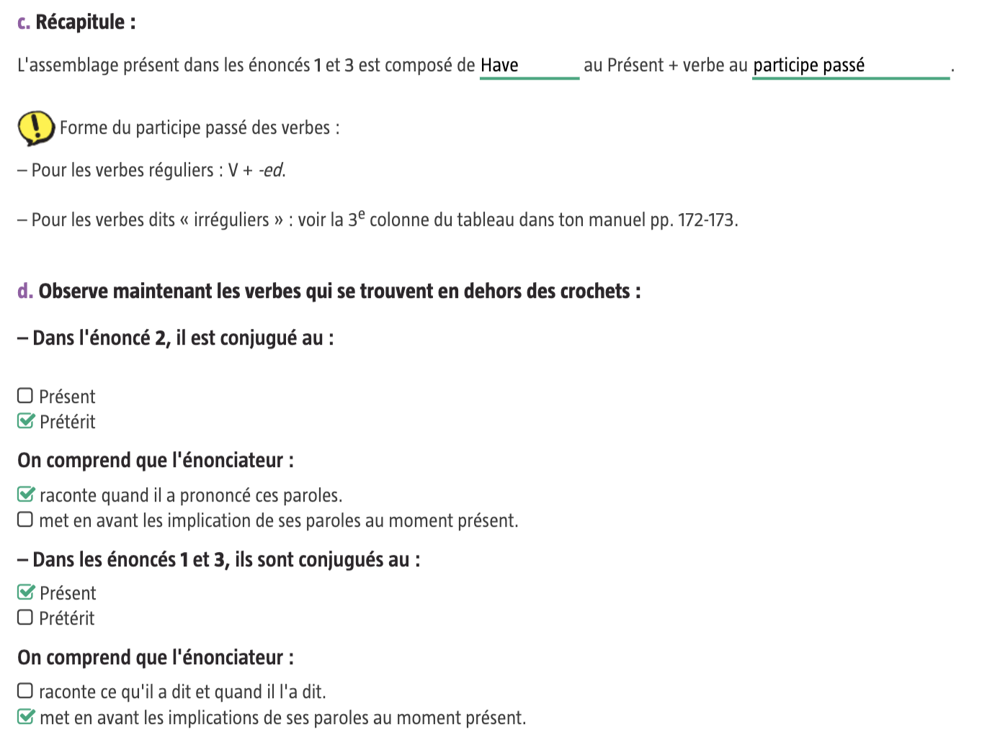 c. Récapitule :
L'assemblage présent dans les énoncés 1 et 3 est composé de Have au Présent + verbe au participe passé.
Forme du participe passé des verbes :
– Pour les verbes réguliers : V + -ed.
– Pour les verbes dits « irréguliers » : voir la 3e colonne du tableau dans ton manuel pp. 172-173.
d. Observe maintenant les verbes qui se trouvent en dehors des crochets :
– Dans l'énoncé 2, il est conjugué au :
Présent
Prétérit
On comprend que l'énonciateur :
raconte quand il a prononcé ces paroles.
met en avant les implication de ses paroles au moment présent.
– Dans les énoncés 1 et 3, ils sont conjugués au :
Présent
Prétérit
On comprend que l'énonciateur :
raconte ce qu'il a dit et quand il l'a dit.
met en avant les implications de ses paroles au moment présent.